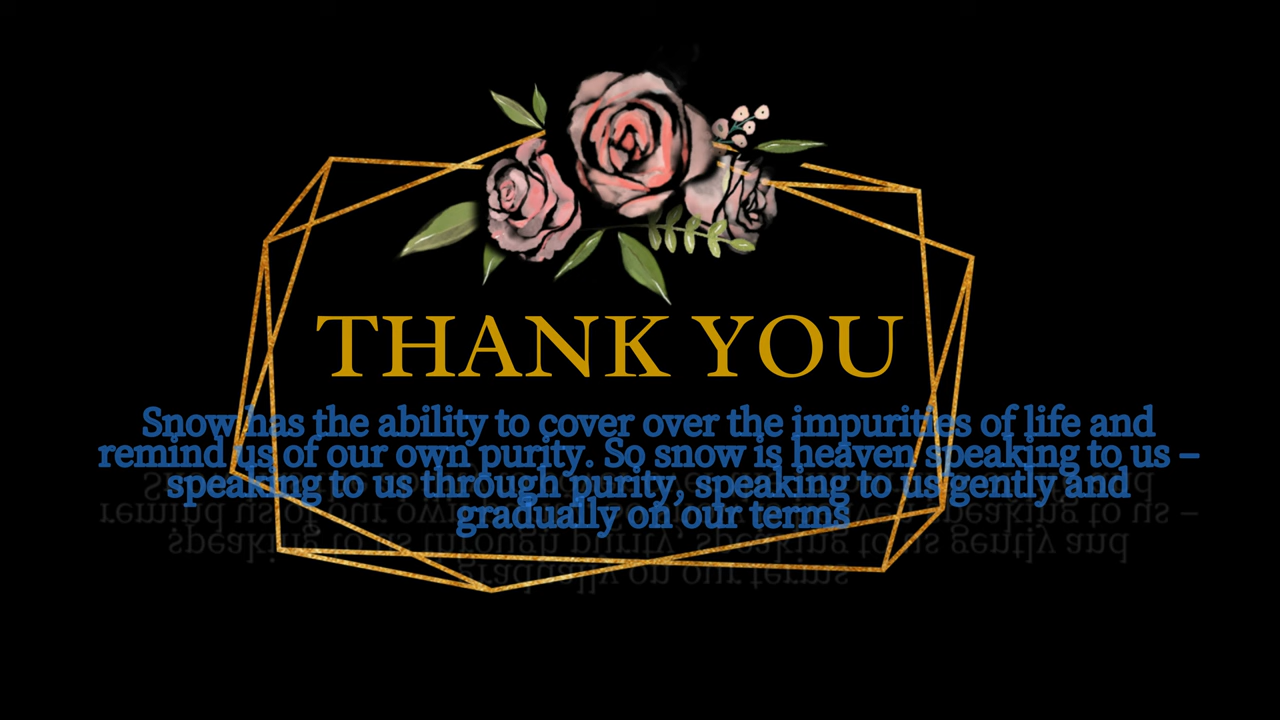 THANK YOU
Snow has the ability to cover over the impurities of life and
remind us of our own purity. So snow is heaven speaking to us –
speaking to us through purity, speaking to us gently and
gradually on our terms